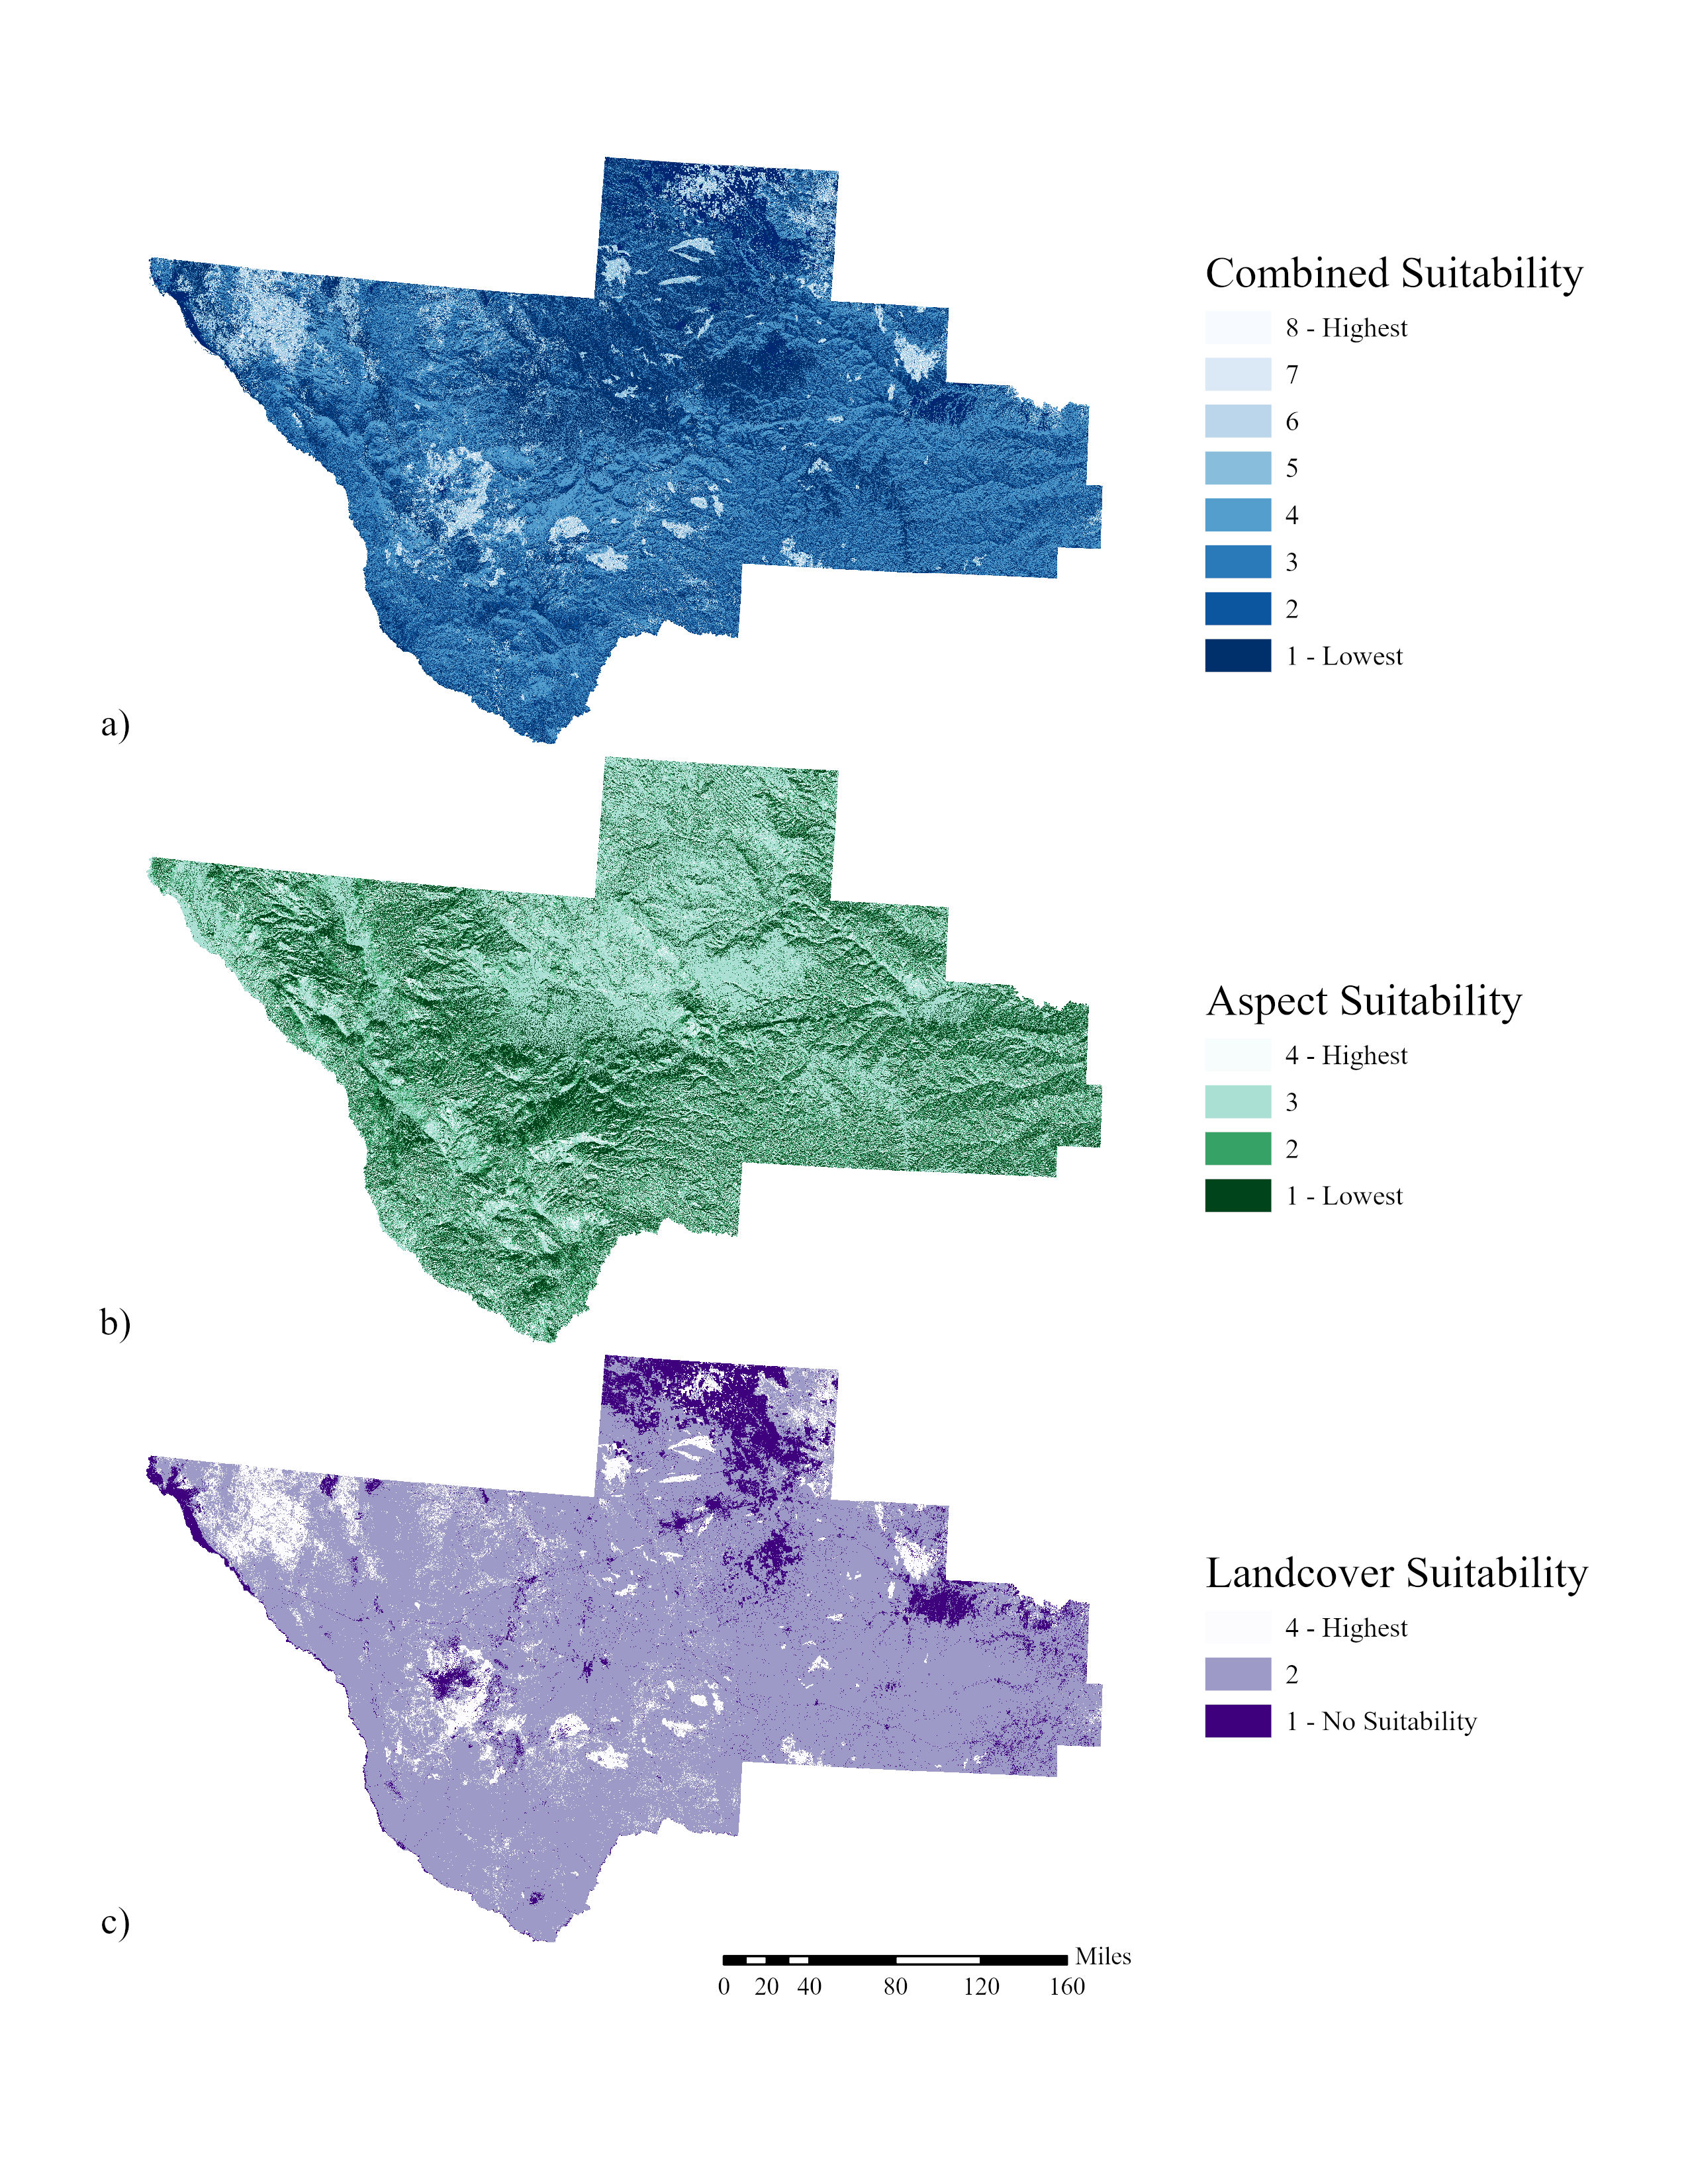 Combined Suitability
8 - Highest
7
6
5
4
3
2
1 - Lowest
a)
Aspect Suitability
4 - Highest
3
2
1 - Lowest
b)
Landcover Suitability
4 - Highest
2
1 - No Suitability
c)
Miles
0 20 40 80 120 160